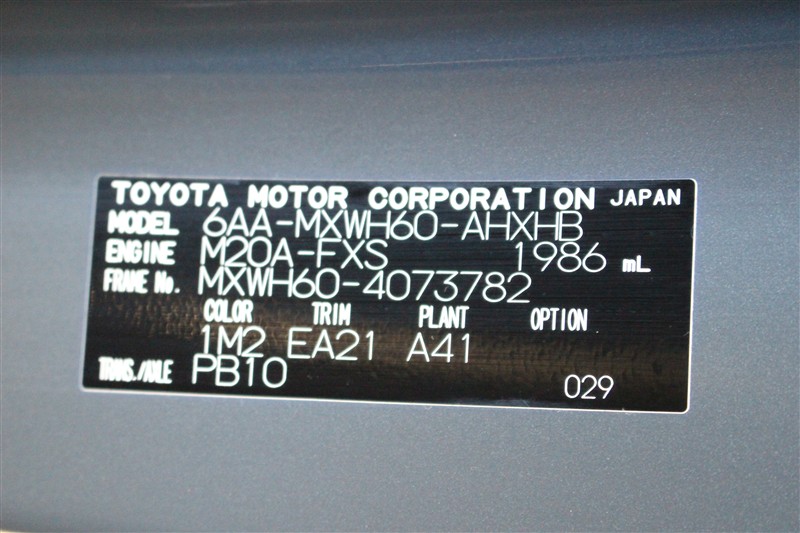 TOYOTA MOTOR CORPORATION JAPAN
MODEL 6AA-MXWH60-AHXHB
ENGINE M20A-FXS 1986 mL
FRAME No. MXWH60-4073782
COLOR TRIM PLANT OPTION
1M2 EA21 A41
TRANS./AXLE PB10 029